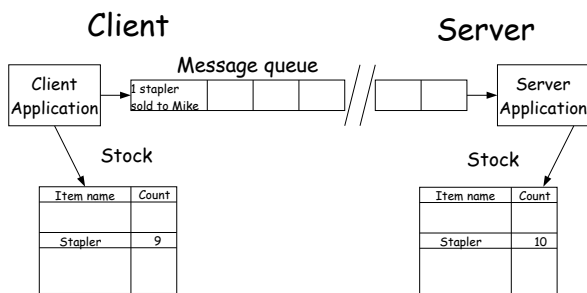 Client
Server
Message queue
Client
Application
1 stapler
sold to Mike
Server
Application
Stock
Stock
Item name Count
Stapler 9
Item name Count
Stapler 10